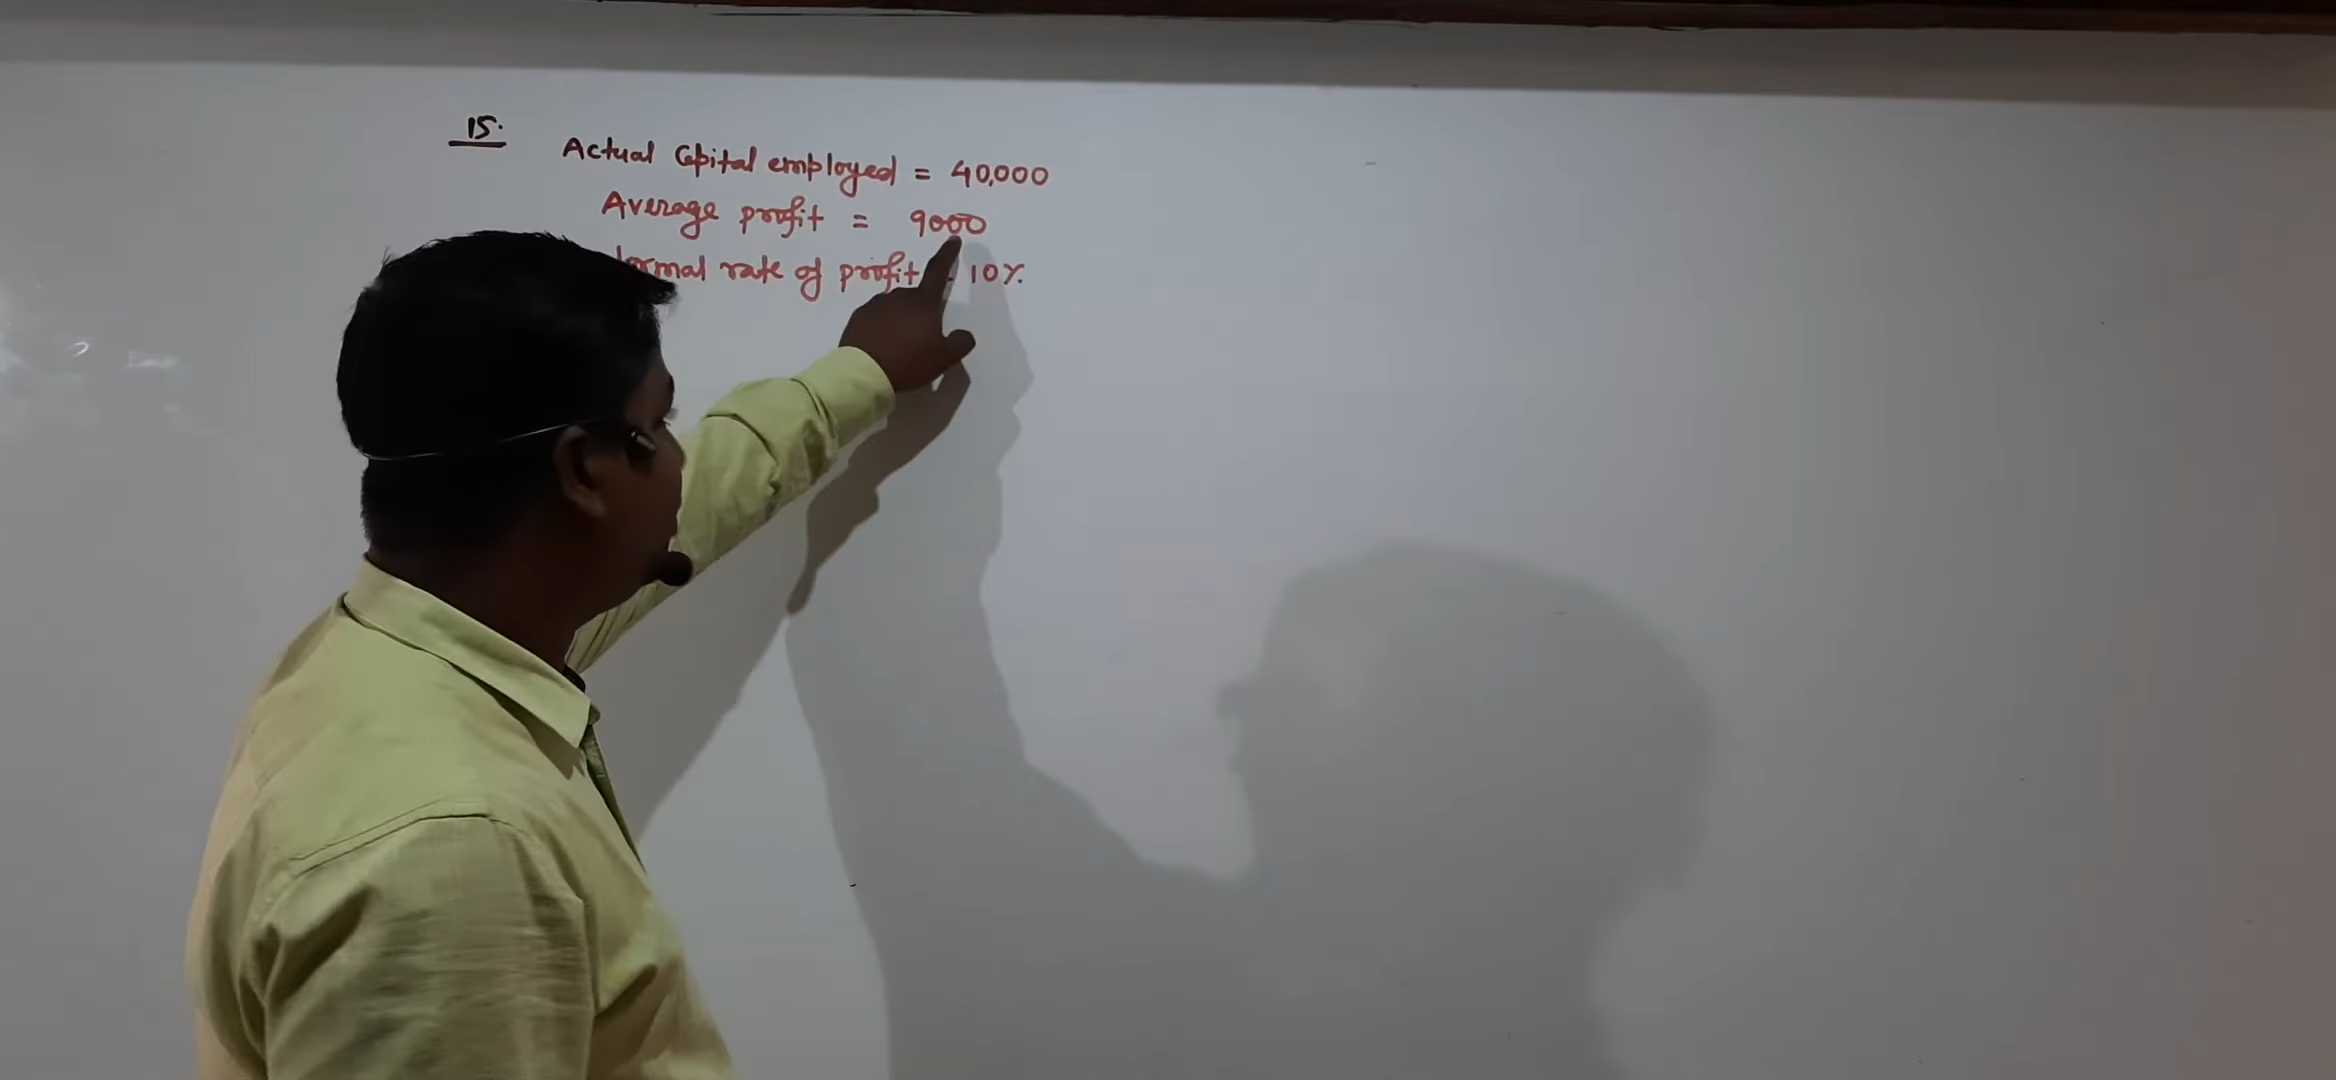 15.
Actual Capital employed = 40,000
Average profit = 9000
rate of profit 10%.